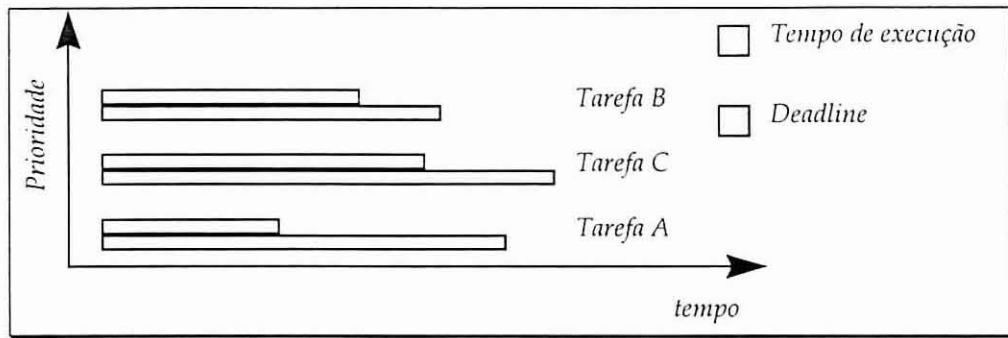 Prioridade
Tempo de execução
Tarefa B
Deadline
Tarefa C
Tarefa A
tempo